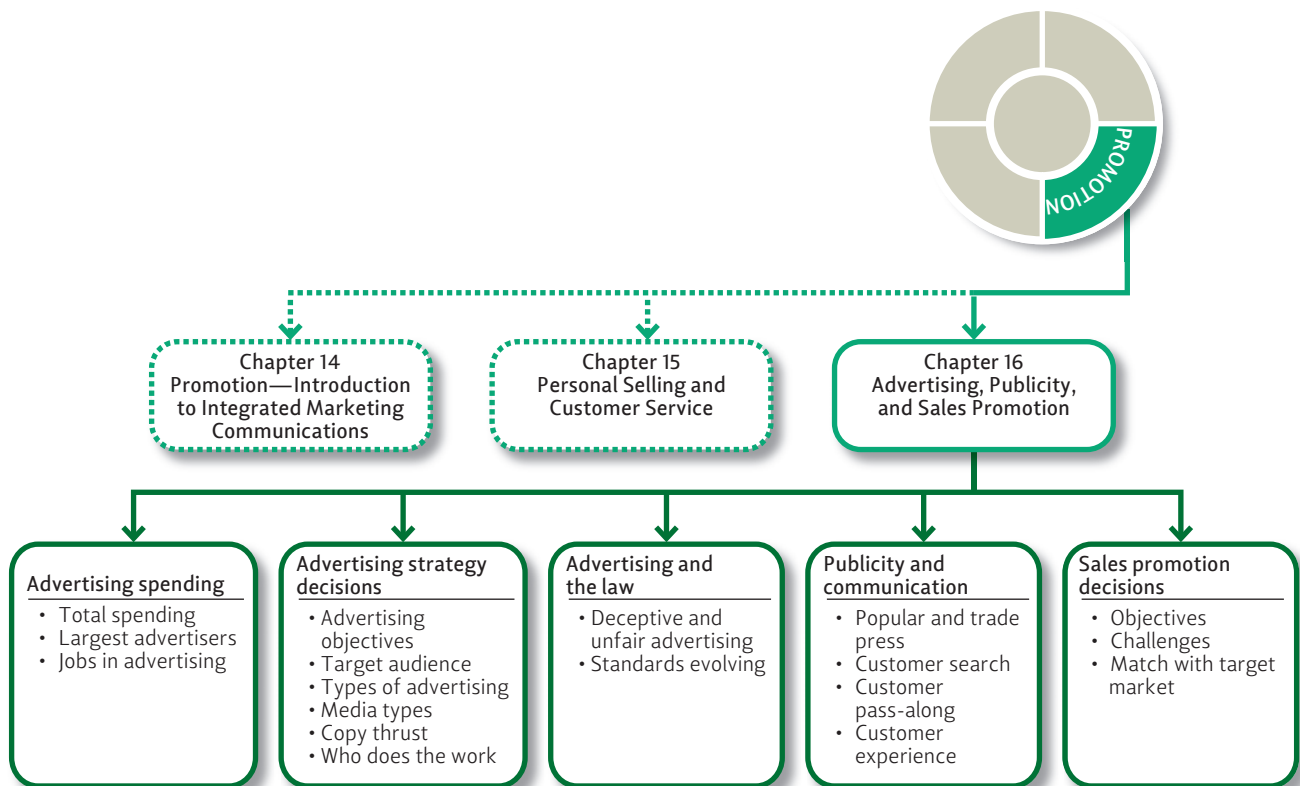 PROMOTION
Chapter 14
Promotion—Introduction
to Integrated Marketing
Communications
Chapter 15
Personal Selling and
Customer Service
Chapter 16
Advertising, Publicity,
and Sales Promotion
Advertising spending
• Total spending
• Largest advertisers
• Jobs in advertising
Advertising strategy
decisions
• Advertising
objectives
• Target audience
• Types of advertising
• Media types
• Copy thrust
• Who does the work
Advertising and
the law
• Deceptive and
unfair advertising
• Standards evolving
Publicity and
communication
• Popular and trade
press
• Customer search
• Customer
pass-along
• Customer
experience
Sales promotion
decisions
• Objectives
• Challenges
• Match with target
market